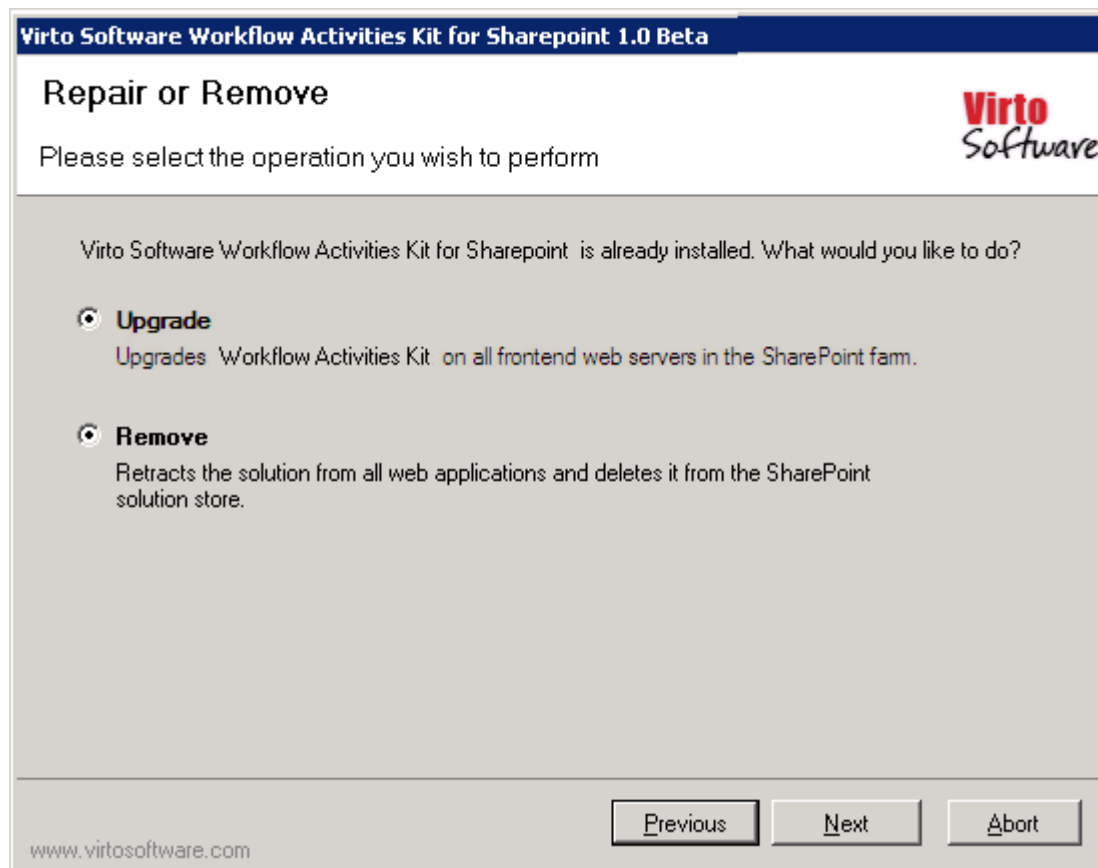 Virto Software Workflow Activities Kit for Sharepoint 1.0 Beta
Repair or Remove
Virto
Software
Please select the operation you wish to perform
Virto Software Workflow Activities Kit for Sharepoint is already installed. What would you like to do?
Upgrade
Upgrades Workflow Activities Kit on all frontend web servers in the SharePoint farm.
Remove
Retracts the solution from all web applications and deletes it from the SharePoint
solution store.
Previous
Next
Abort
www.virtosoftware.com